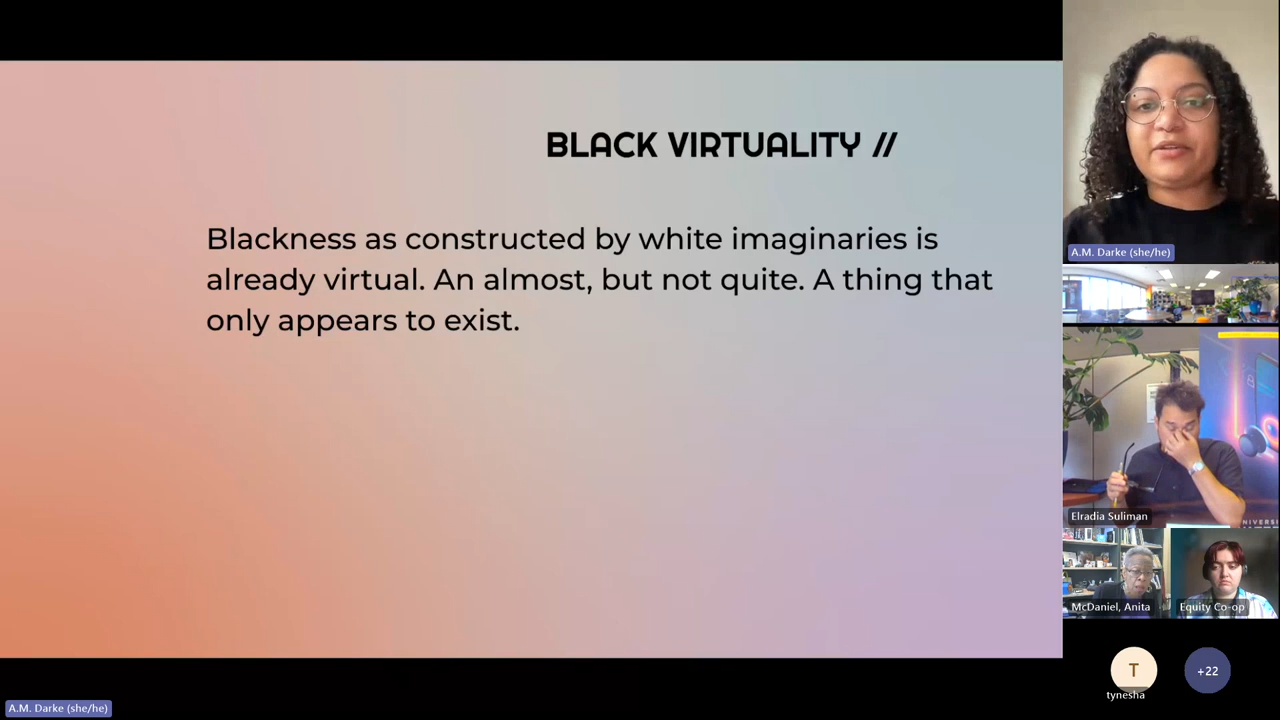 BLACK VIRTUALITY //
Blackness as constructed by white imaginaries is
already virtual. An almost, but not quite. A thing that
only appears to exist.
A.M. Darke (she/he)
A.M. Darke (she/he)
Elradia Suliman
McDaniel, Anita
Equity Co-op
T
tynesha
+22